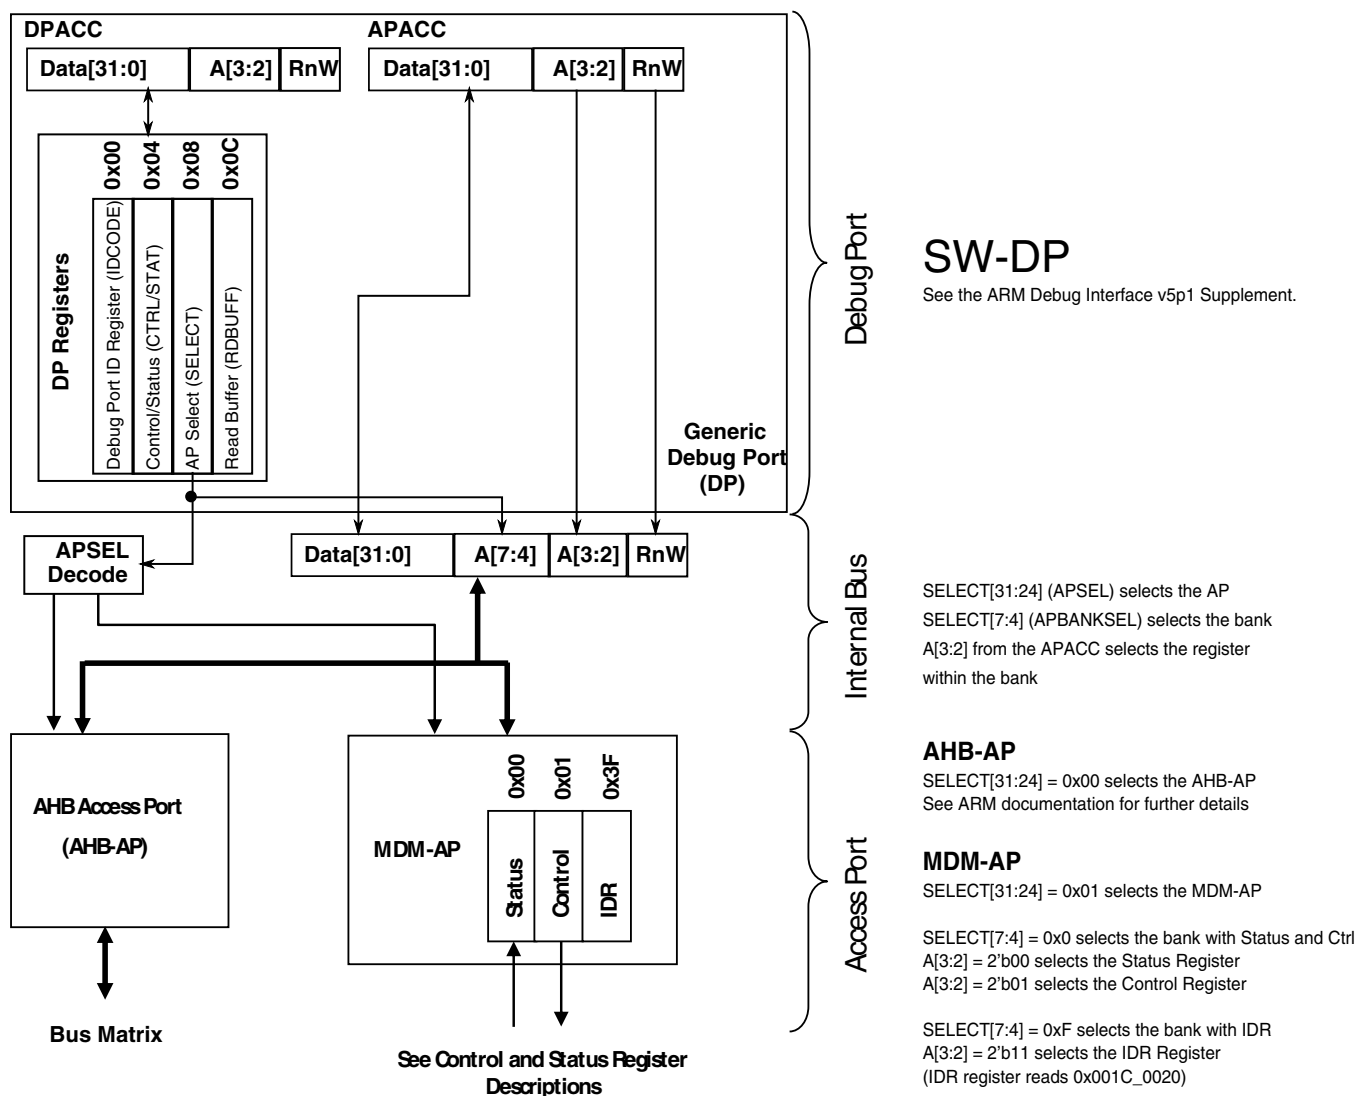 DPACC
Data[31:0]
A[3:2]
RnW
APACC
Data[31:0]
A[3:2]
RnW
DP Registers
0x00
0x04
0x08
0x0C
Debug Port ID Register (IDCODE)
Control/Status (CTRL/STAT)
AP Select (SELECT)
Read Buffer (RDBUFF)
Generic
Debug Port
(DP)
Debug Port
SW-DP
See the ARM Debug Interface v5p1 Supplement.
APSEL
Decode
Data[31:0]
A[7:4]
A[3:2]
RnW
Internal Bus
SELECT[31:24] (APSEL) selects the AP
SELECT[7:4] (APBANKSEL) selects the bank
A[3:2] from the APACC selects the register
within the bank
AHB Access Port
(AHB-AP)
Bus Matrix
MDM-AP
0x00
0x01
0x3F
Status
Control
IDR
See Control and Status Register
Descriptions
Access Port
AHB-AP
SELECT[31:24] = 0x00 selects the AHB-AP
See ARM documentation for further details
MDM-AP
SELECT[31:24] = 0x01 selects the MDM-AP
SELECT[7:4] = 0x0 selects the bank with Status and Ctrl
A[3:2] = 2'b00 selects the Status Register
A[3:2] = 2'b01 selects the Control Register
SELECT[7:4] = 0xF selects the bank with IDR
A[3:2] = 2'b11 selects the IDR Register
(IDR register reads 0x001C_0020)